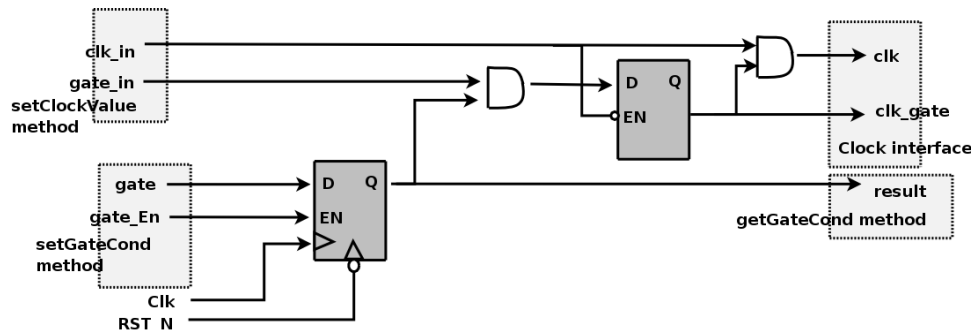 clk_in
gate_in
setClockValue
method
D
Q
EN
clk
clk_gate
Clock interface
gate
gate_En
setGateCond
method
D
Q
EN
result
getGateCond method
Clk
RST_N